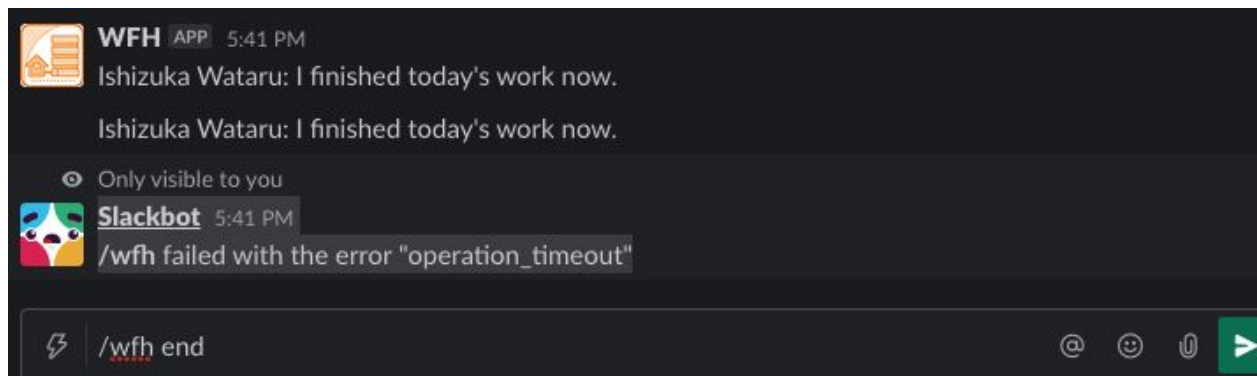 WFH APP 5:41 PM
Ishizuka Wataru: I finished today's work now.
Ishizuka Wataru: I finished today's work now.
Only visible to you
Slackbot 5:41 PM
/wfh failed with the error "operation_timeout"
/wfh end